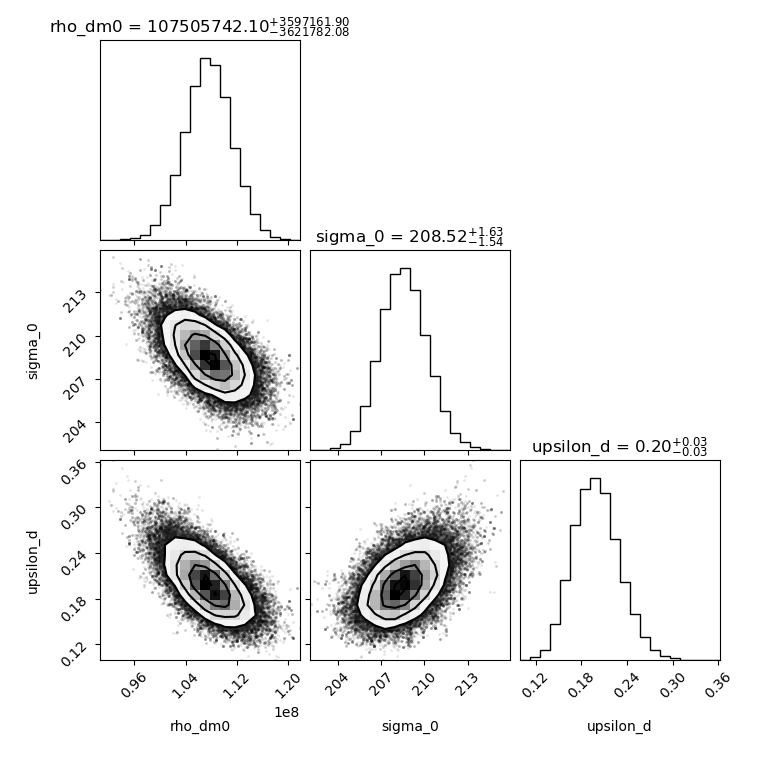 rho_dm0 = 107505742.10+3597161.90−3621782.08
sigma_0 = 208.52+1.63−1.54
213
210
207
204
sigma_0
upsilon_d = 0.20+0.03−0.03
0.36
0.30
0.24
0.18
0.12
upsilon_d
0.96 1.04 1.12 1.20
1e8
rho_dm0
204 207 210 213
sigma_0
0.12 0.18 0.24 0.30 0.36
upsilon_d